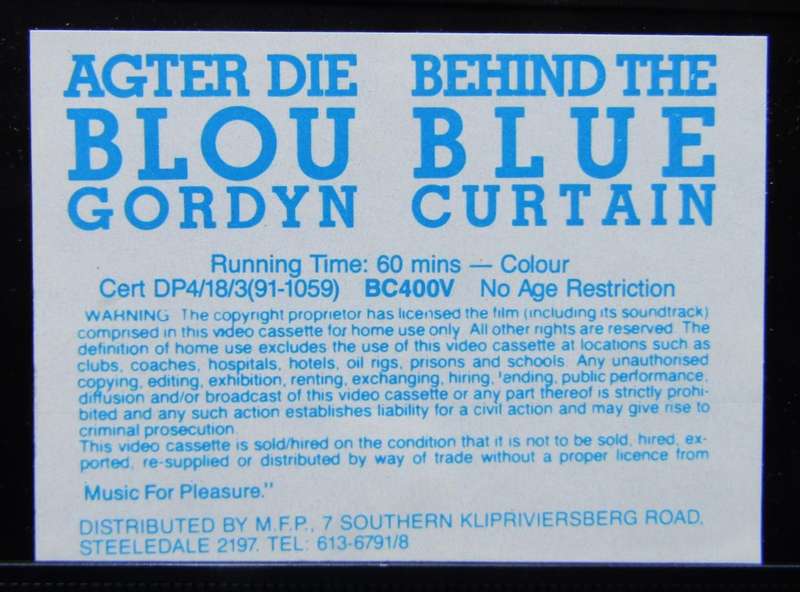 AGTER DIE
BLOU
GORDYN
BEHIND THE
BLUE
CURTAIN
Running Time: 60 mins — Colour
Cert DP4/18/3(91-1059) BC400V No Age Restriction
WARNING The copyright proprietor has licensed the film (including its soundtrack)
comprised in this video cassette for home use only. All other rights are reserved. The
definition of home use excludes the use of this video cassette at locations such as
clubs, coaches, hospitals, hotels, oil rigs, prisons and schools. Any unauthorised
copying, editing, exhibition, renting, exchanging, hiring, lending, public performance,
diffusion and/or broadcast of this video cassette or any part thereof is strictly prohi-
bited and any such action establishes liability for a civil action and may give rise to
criminal prosecution.
This video cassette is sold/hired on the condition that it is not to be sold, hired, ex-
ported, re-supplied or distributed by way of trade without a proper licence from
Music For Pleasure."
DISTRIBUTED BY M.F.P., 7 SOUTHERN KLIPRIVIERSBERG ROAD,
STEELEDALE 2197. TEL: 613-6791/8